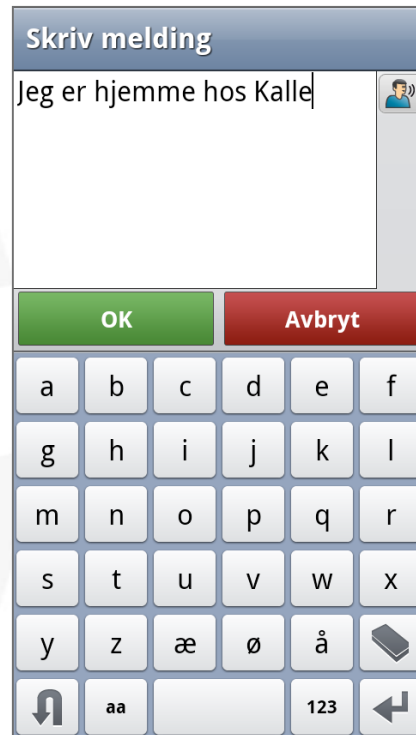 Skriv melding
Jeg er hjemme hos Kalle
OK Avbryt
a b c d e f
g h i j k l
m n o p q r
s t u v w x
y z æ ø å
aa 123